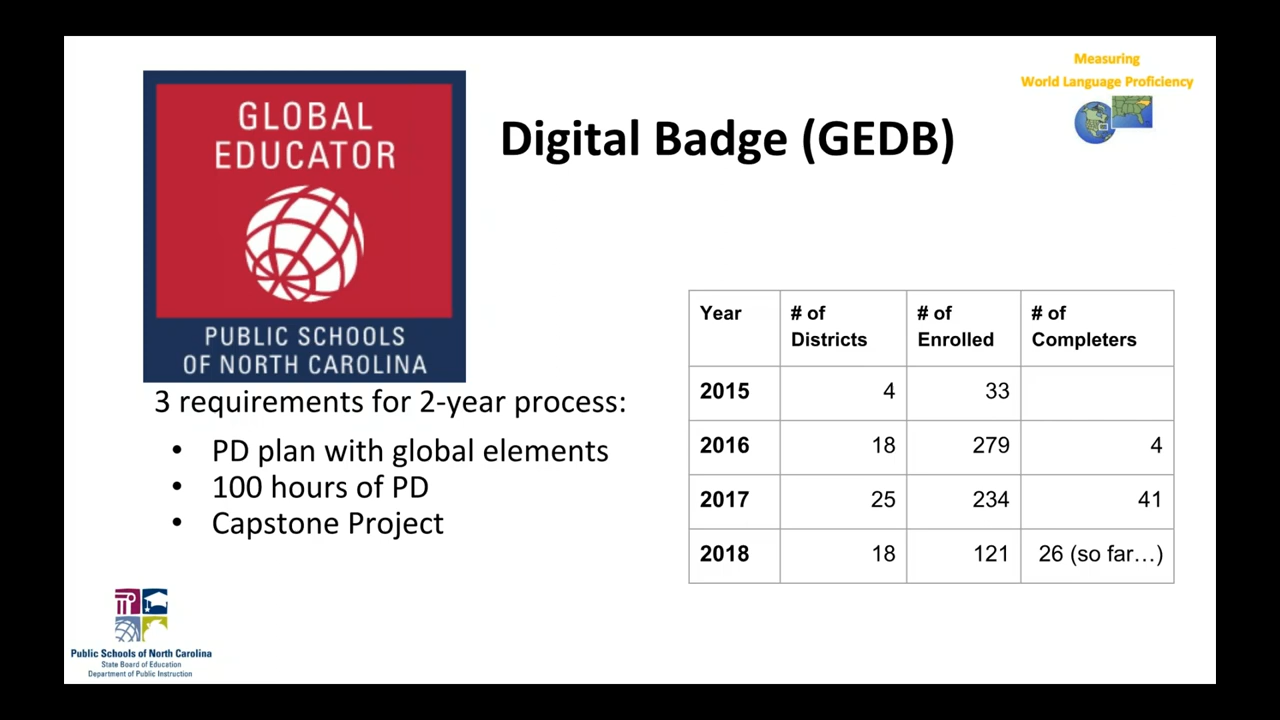 GLOBAL
EDUCATOR
PUBLIC SCHOOLS
OF NORTH CAROLINA
Digital Badge (GEDB)
Measuring
World Language Proficiency
3 requirements for 2-year process:
• PD plan with global elements
• 100 hours of PD
• Capstone Project
Year # of Districts # of Enrolled # of Completers
2015 4 33
2016 18 279 4
2017 25 234 41
2018 18 121 26 (so far…)
Public Schools of North Carolina
State Board of Education
Department of Public Instruction